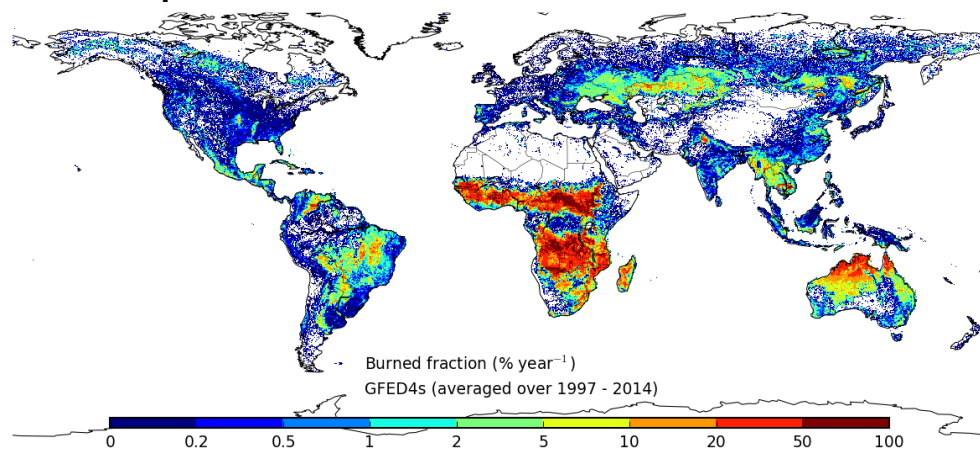 Burned fraction (% year⁻¹)
GFED4s (averaged over 1997 - 2014)
0 0.2 0.5 1 2 5 10 20 50 100